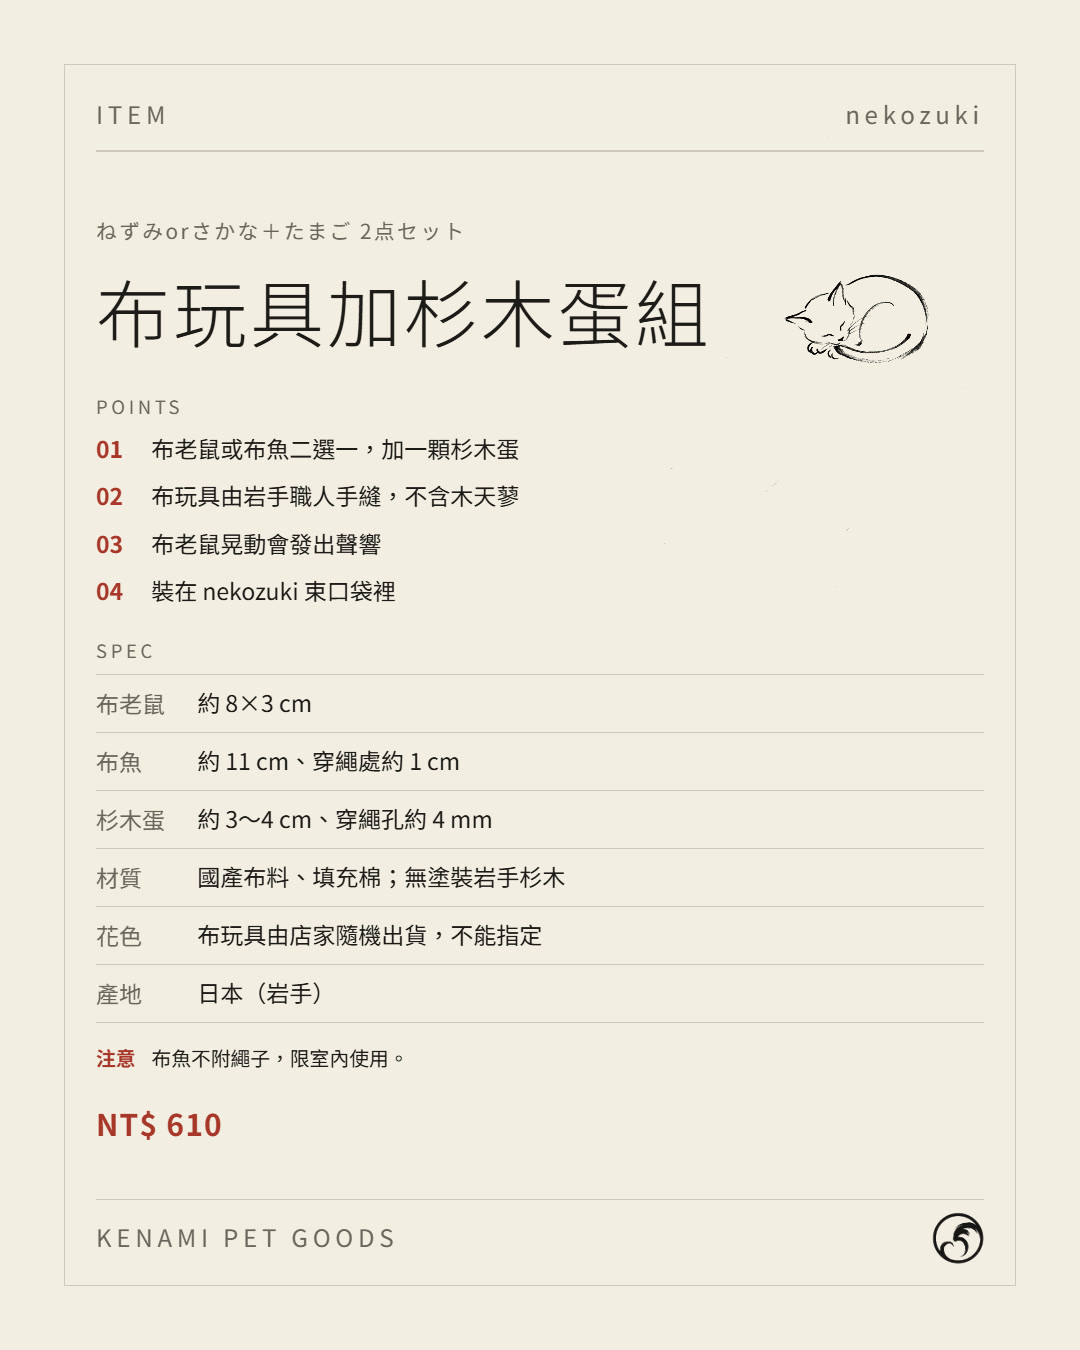 ITEM
nekozuki
ねずみorさかな＋たまご 2点セット
布玩具加杉木蛋組
POINTS
01 布老鼠或布魚二選一，加一顆杉木蛋
02 布玩具由岩手職人手縫，不含木天蓼
03 布老鼠晃動會發出聲響
04 裝在 nekozuki 束口袋裡
SPEC
布老鼠 約 8×3 cm
布魚 約 11 cm、穿繩處約 1 cm
杉木蛋 約 3～4 cm、穿繩孔約 4 mm
材質 國產布料、填充棉；無塗裝岩手杉木
花色 布玩具由店家隨機出貨，不能指定
產地 日本（岩手）
注意 布魚不附繩子，限室內使用。
NT$ 610
KENAMI PET GOODS